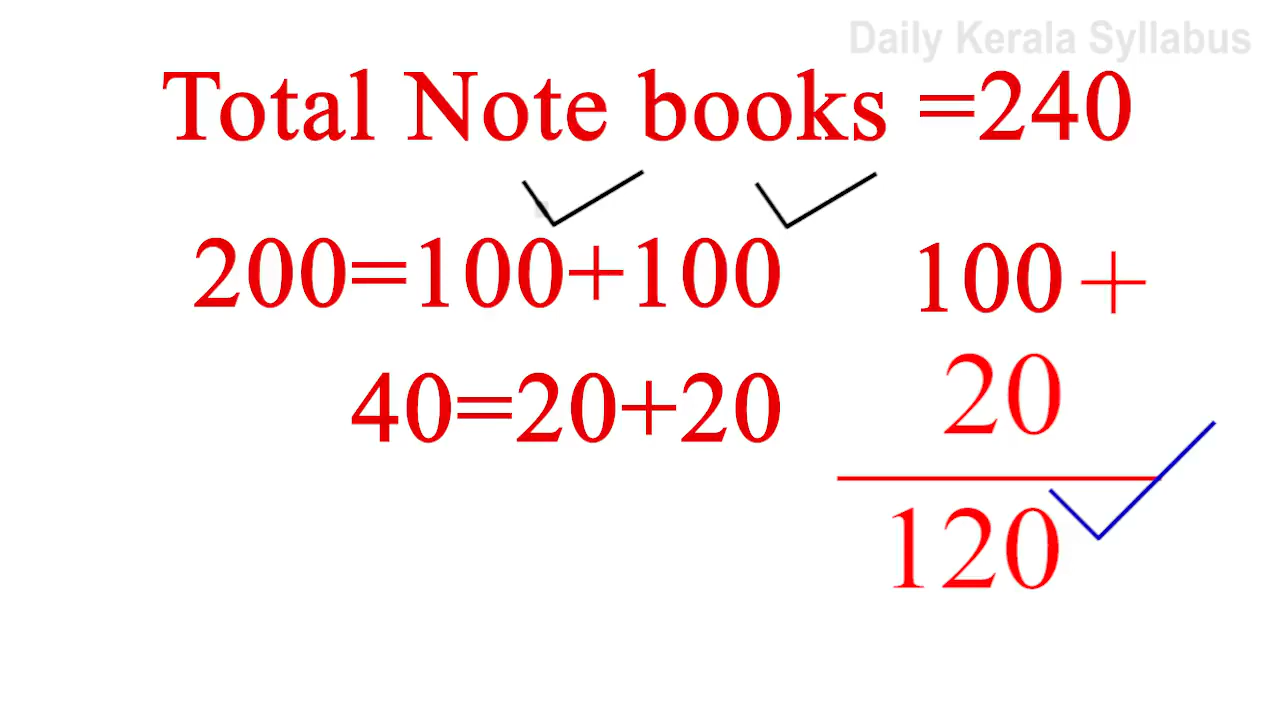 Daily Kerala Syllabus
Total Note books =240
200=100+100
40=20+20
100 +
20
120